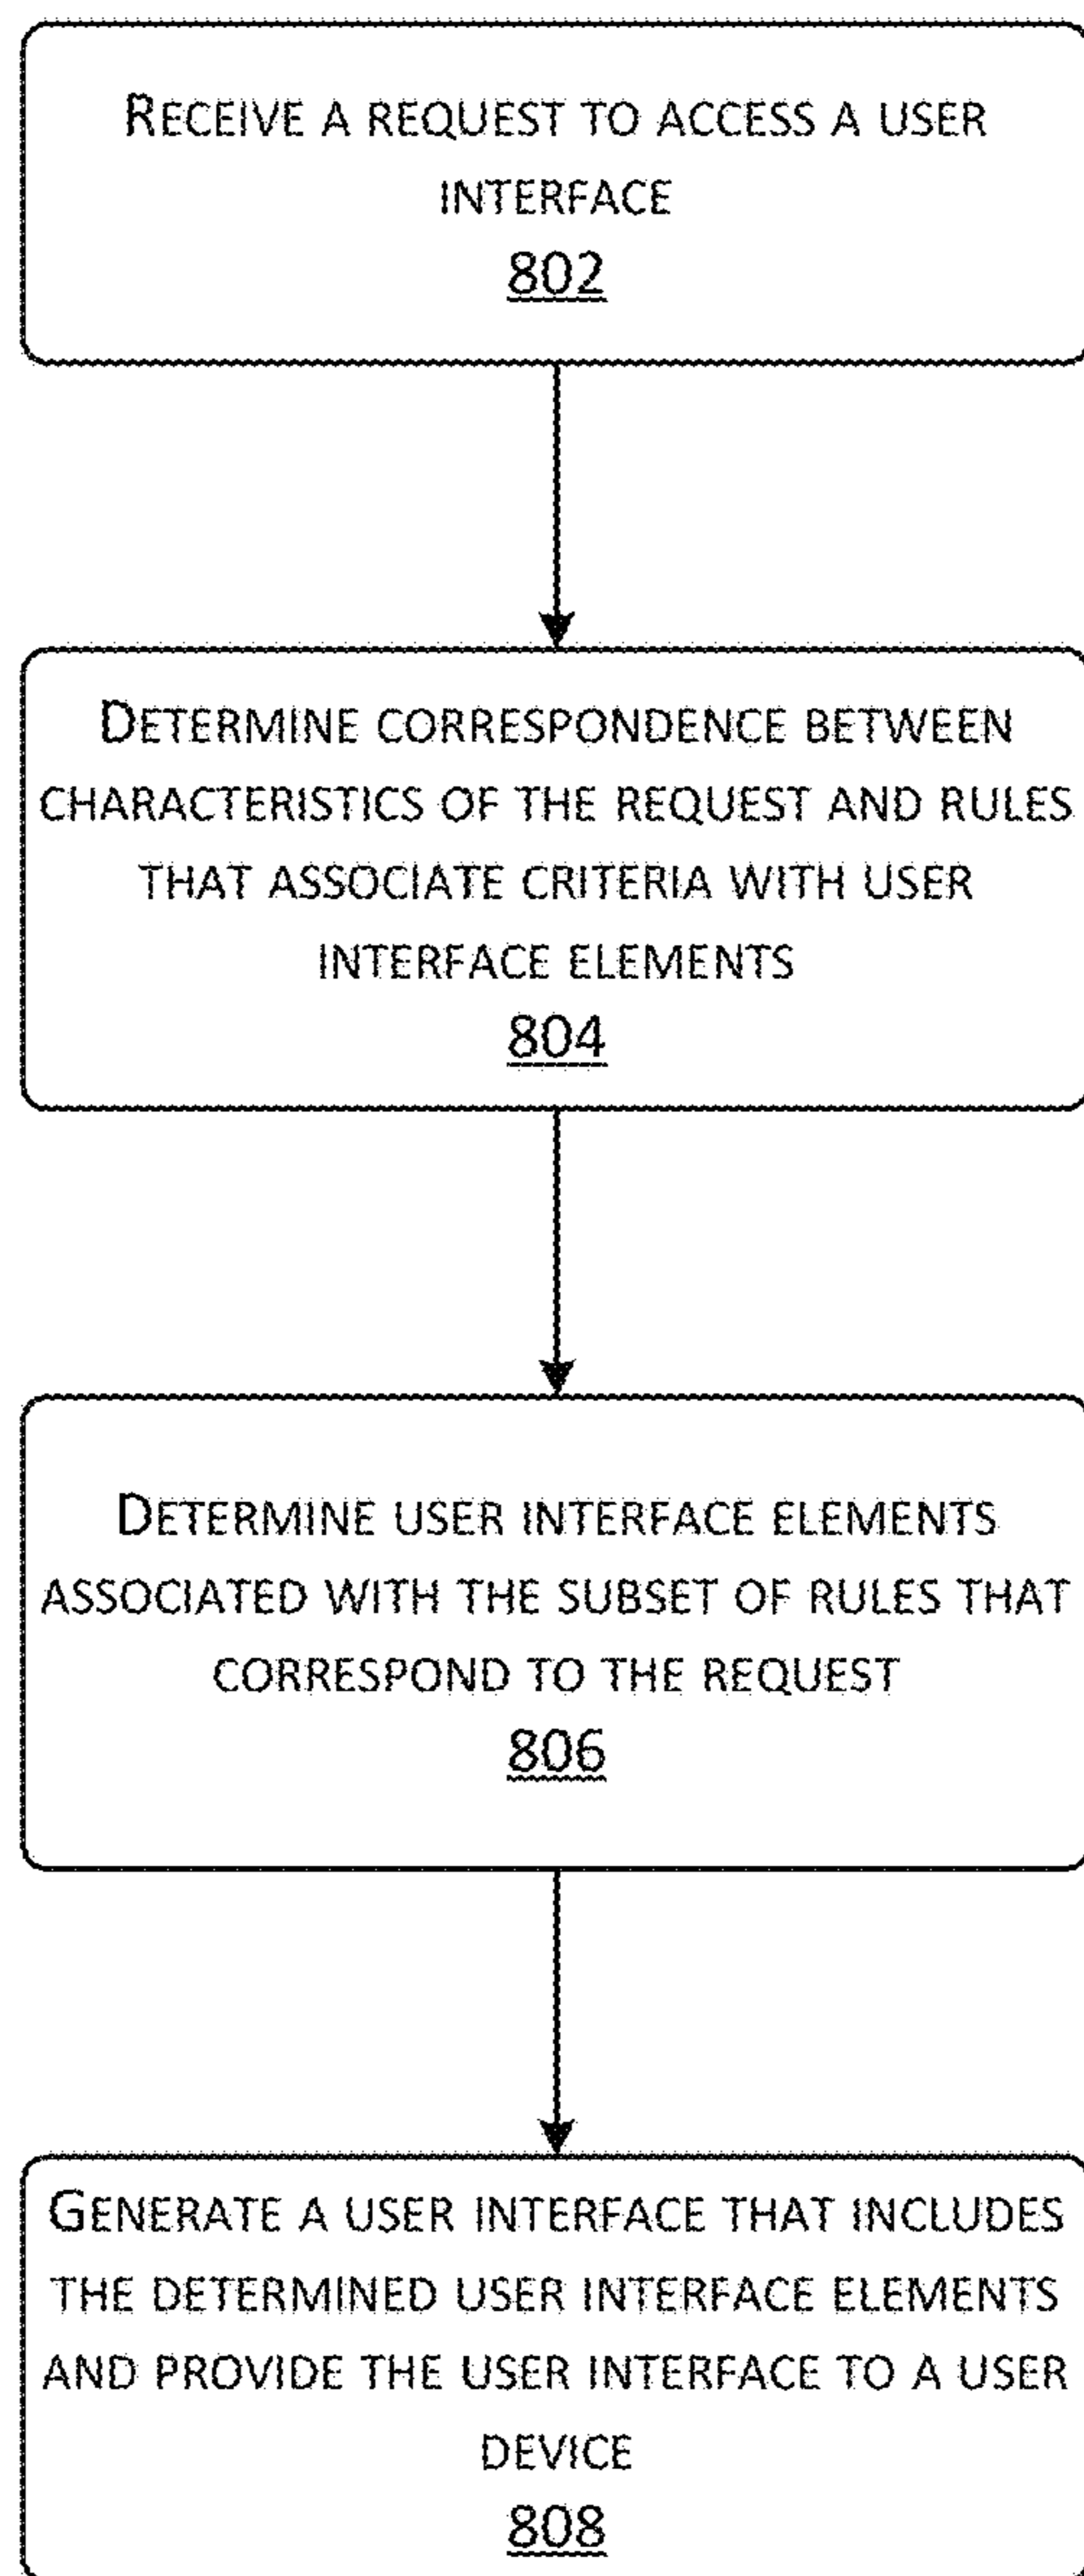 RECEIVE A REQUEST TO ACCESS A USER
INTERFACE
802
DETERMINE CORRESPONDENCE BETWEEN
CHARACTERISTICS OF THE REQUEST AND RULES
THAT ASSOCIATE CRITERIA WITH USER
INTERFACE ELEMENTS
804
DETERMINE USER INTERFACE ELEMENTS
ASSOCIATED WITH THE SUBSET OF RULES THAT
CORRESPOND TO THE REQUEST
806
GENERATE A USER INTERFACE THAT INCLUDES
THE DETERMINED USER INTERFACE ELEMENTS
AND PROVIDE THE USER INTERFACE TO A USER
DEVICE
808